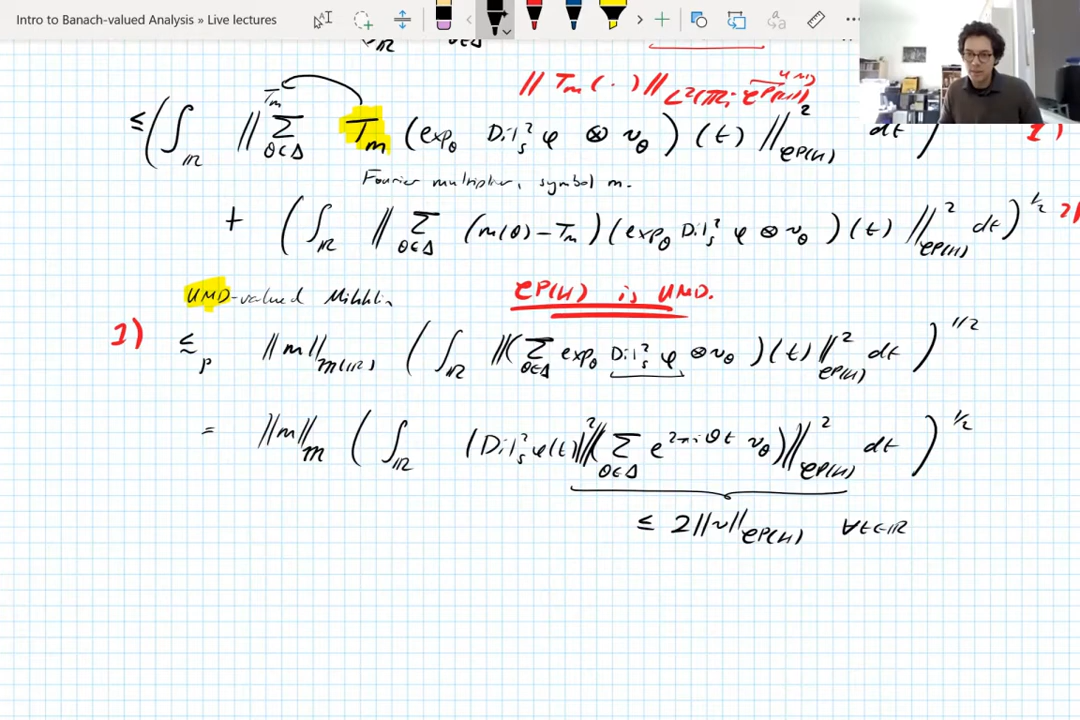 Intro to Banach-valued Analysis » Live lectures
‖ T_m (·) ‖_{L²(ℝ; 𝒞^p(H))} UMD
≤ ( ∫_ℝ ‖ Σ_{θ∈Δ} T_m (exp_θ Dil_s² φ ⊗ v_θ) (t) ‖²_{𝒞^p(H)} dt ) 1)
T_m
Fourier multiplier, symbol m.
+ ( ∫_ℝ ‖ Σ_{θ∈Δ} (m(θ) − T_m) (exp_θ Dil_s² φ ⊗ v_θ) (t) ‖²_{𝒞^p(H)} dt )^{1/2} 2)
UMD-valued Mikhlin 𝒞^p(H) is UMD.
1) ≲_p ‖m‖_{𝔐(ℝ)} ( ∫_ℝ ‖( Σ_{θ∈Δ} exp_θ Dil_s² φ ⊗ v_θ ) (t) ‖²_{𝒞^p(H)} dt )^{1/2}
= ‖m‖_𝔐 ( ∫_ℝ |Dil_s² φ(t)|² ‖( Σ_{θ∈Δ} e^{2πiθt} v_θ )‖²_{𝒞^p(H)} dt )^{1/2}
≤ 2‖v‖_{𝒞^p(H)} ∀t∈ℝ